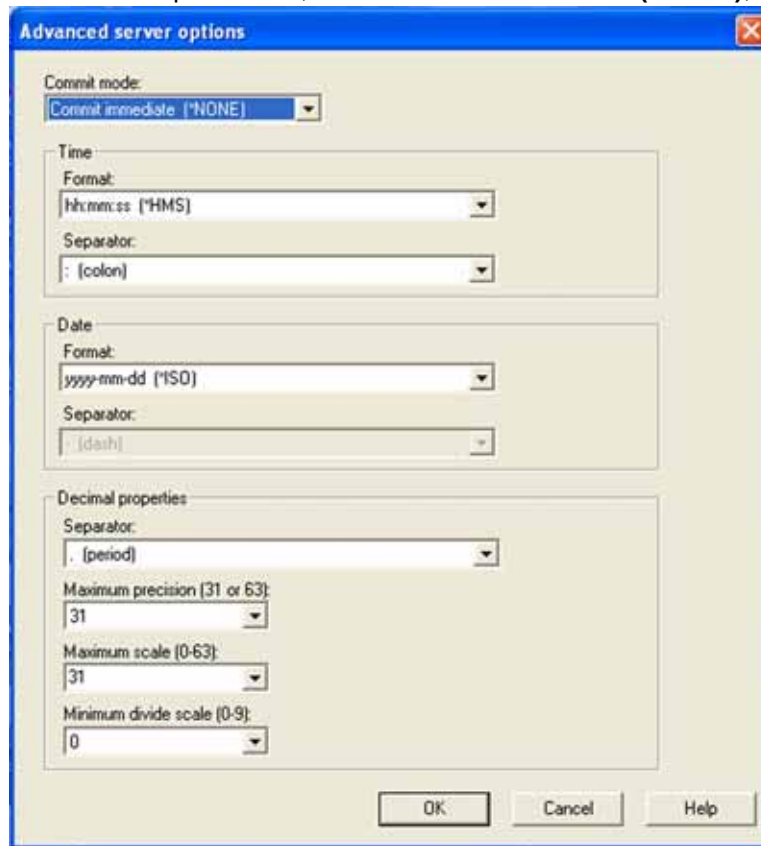 Advanced server options
Commit mode:
Commit immediate (*NONE)
Time
Format:
hh:mm:ss (*HMS)
Separator:
: (colon)
Date
Format:
yyyy-mm-dd (*ISO)
Separator:
- (dash)
Decimal properties
Separator:
. (period)
Maximum precision (31 or 63):
31
Maximum scale (0-63):
31
Minimum divide scale (0-9):
0
OK Cancel Help